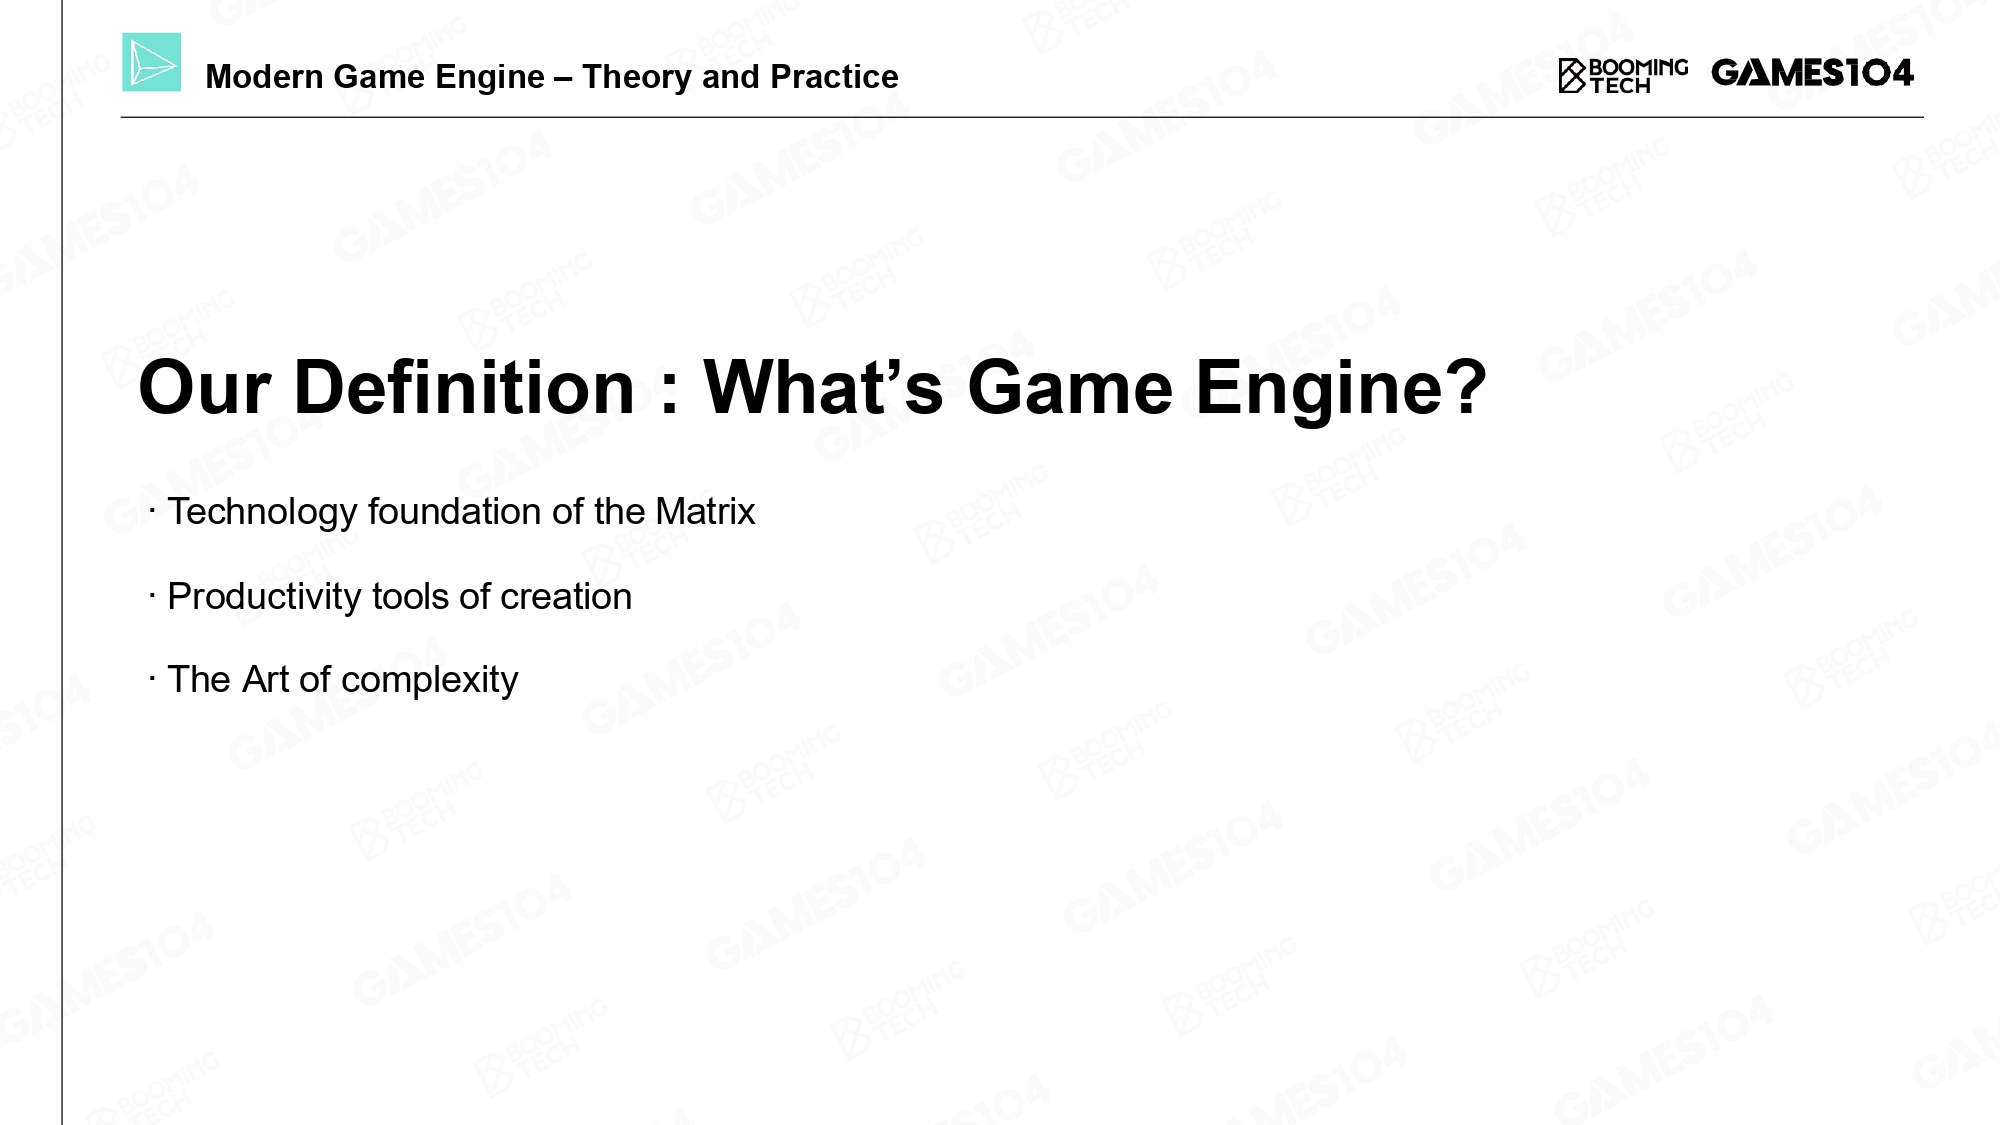 Modern Game Engine – Theory and Practice
BOOMING
TECH
GAMES104
Our Definition : What’s Game Engine?
· Technology foundation of the Matrix
· Productivity tools of creation
· The Art of complexity